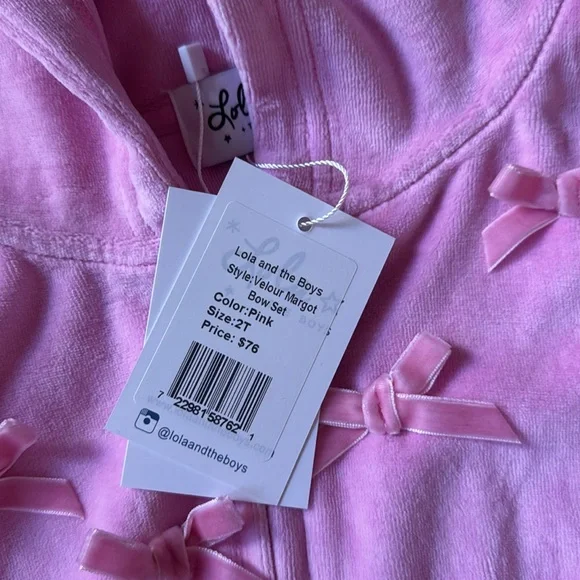 Lola
Lola and the Boys
Style:Velour Margot
Bow Set
Color:Pink
Size:2T
Price: $76
7 22981 58762 1
@lolaandtheboys